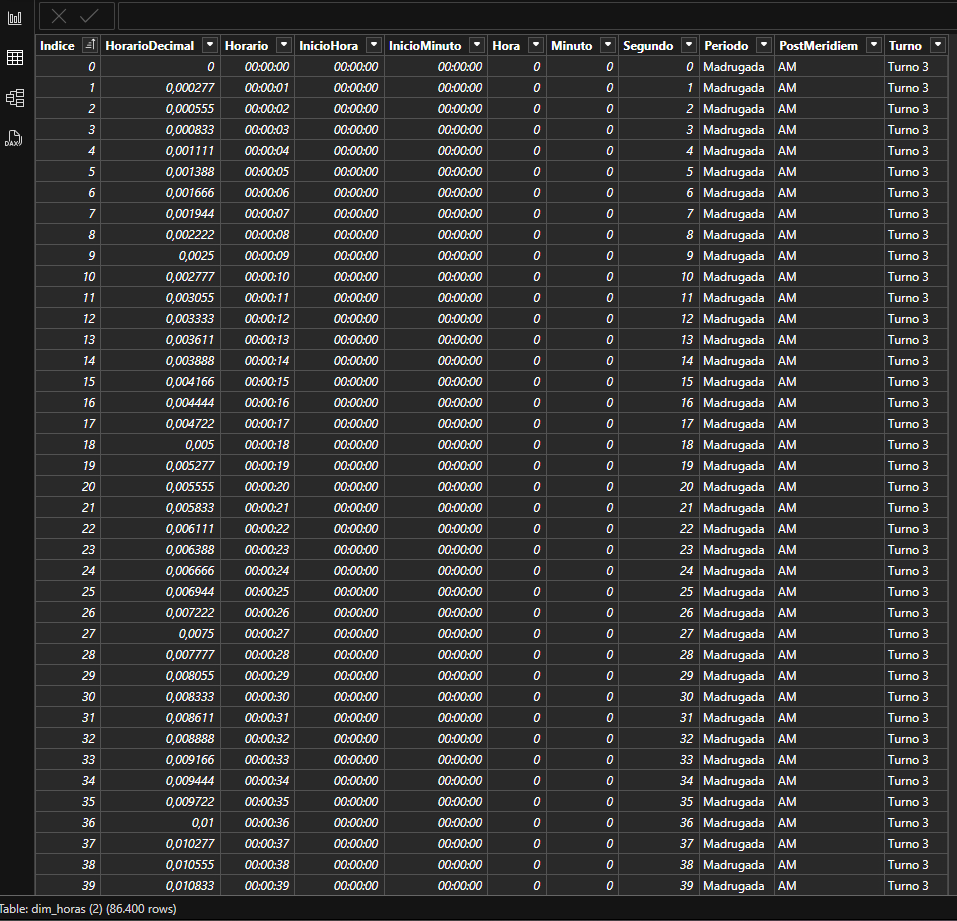 DAX
Indice HorarioDecimal Horario InicioHora InicioMinuto Hora Minuto Segundo Periodo PostMeridiem Turno
0 0 00:00:00 00:00:00 00:00:00 0 0 0 Madrugada AM Turno 3
1 0,000277 00:00:01 00:00:00 00:00:00 0 0 1 Madrugada AM Turno 3
2 0,000555 00:00:02 00:00:00 00:00:00 0 0 2 Madrugada AM Turno 3
3 0,000833 00:00:03 00:00:00 00:00:00 0 0 3 Madrugada AM Turno 3
4 0,001111 00:00:04 00:00:00 00:00:00 0 0 4 Madrugada AM Turno 3
5 0,001388 00:00:05 00:00:00 00:00:00 0 0 5 Madrugada AM Turno 3
6 0,001666 00:00:06 00:00:00 00:00:00 0 0 6 Madrugada AM Turno 3
7 0,001944 00:00:07 00:00:00 00:00:00 0 0 7 Madrugada AM Turno 3
8 0,002222 00:00:08 00:00:00 00:00:00 0 0 8 Madrugada AM Turno 3
9 0,0025 00:00:09 00:00:00 00:00:00 0 0 9 Madrugada AM Turno 3
10 0,002777 00:00:10 00:00:00 00:00:00 0 0 10 Madrugada AM Turno 3
11 0,003055 00:00:11 00:00:00 00:00:00 0 0 11 Madrugada AM Turno 3
12 0,003333 00:00:12 00:00:00 00:00:00 0 0 12 Madrugada AM Turno 3
13 0,003611 00:00:13 00:00:00 00:00:00 0 0 13 Madrugada AM Turno 3
14 0,003888 00:00:14 00:00:00 00:00:00 0 0 14 Madrugada AM Turno 3
15 0,004166 00:00:15 00:00:00 00:00:00 0 0 15 Madrugada AM Turno 3
16 0,004444 00:00:16 00:00:00 00:00:00 0 0 16 Madrugada AM Turno 3
17 0,004722 00:00:17 00:00:00 00:00:00 0 0 17 Madrugada AM Turno 3
18 0,005 00:00:18 00:00:00 00:00:00 0 0 18 Madrugada AM Turno 3
19 0,005277 00:00:19 00:00:00 00:00:00 0 0 19 Madrugada AM Turno 3
20 0,005555 00:00:20 00:00:00 00:00:00 0 0 20 Madrugada AM Turno 3
21 0,005833 00:00:21 00:00:00 00:00:00 0 0 21 Madrugada AM Turno 3
22 0,006111 00:00:22 00:00:00 00:00:00 0 0 22 Madrugada AM Turno 3
23 0,006388 00:00:23 00:00:00 00:00:00 0 0 23 Madrugada AM Turno 3
24 0,006666 00:00:24 00:00:00 00:00:00 0 0 24 Madrugada AM Turno 3
25 0,006944 00:00:25 00:00:00 00:00:00 0 0 25 Madrugada AM Turno 3
26 0,007222 00:00:26 00:00:00 00:00:00 0 0 26 Madrugada AM Turno 3
27 0,0075 00:00:27 00:00:00 00:00:00 0 0 27 Madrugada AM Turno 3
28 0,007777 00:00:28 00:00:00 00:00:00 0 0 28 Madrugada AM Turno 3
29 0,008055 00:00:29 00:00:00 00:00:00 0 0 29 Madrugada AM Turno 3
30 0,008333 00:00:30 00:00:00 00:00:00 0 0 30 Madrugada AM Turno 3
31 0,008611 00:00:31 00:00:00 00:00:00 0 0 31 Madrugada AM Turno 3
32 0,008888 00:00:32 00:00:00 00:00:00 0 0 32 Madrugada AM Turno 3
33 0,009166 00:00:33 00:00:00 00:00:00 0 0 33 Madrugada AM Turno 3
34 0,009444 00:00:34 00:00:00 00:00:00 0 0 34 Madrugada AM Turno 3
35 0,009722 00:00:35 00:00:00 00:00:00 0 0 35 Madrugada AM Turno 3
36 0,01 00:00:36 00:00:00 00:00:00 0 0 36 Madrugada AM Turno 3
37 0,010277 00:00:37 00:00:00 00:00:00 0 0 37 Madrugada AM Turno 3
38 0,010555 00:00:38 00:00:00 00:00:00 0 0 38 Madrugada AM Turno 3
39 0,010833 00:00:39 00:00:00 00:00:00 0 0 39 Madrugada AM Turno 3
Table: dim_horas (2) (86.400 rows)